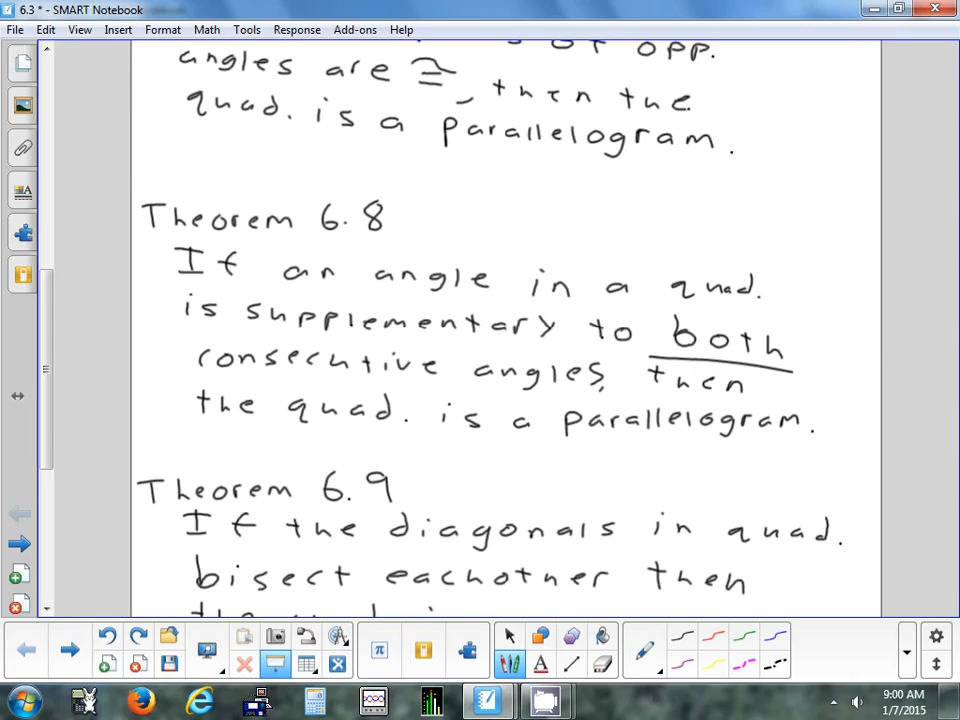 6.3 * - SMART Notebook
File Edit View Insert Format Math Tools Response Add-ons Help
of opp.
angles are ≅, then the
quad. is a parallelogram.
Theorem 6.8
If an angle in a quad.
is supplementary to both
consecutive angles, then
the quad. is a parallelogram.
Theorem 6.9
If the diagonals in quad.
bisect eachother then
9:00 AM
1/7/2015